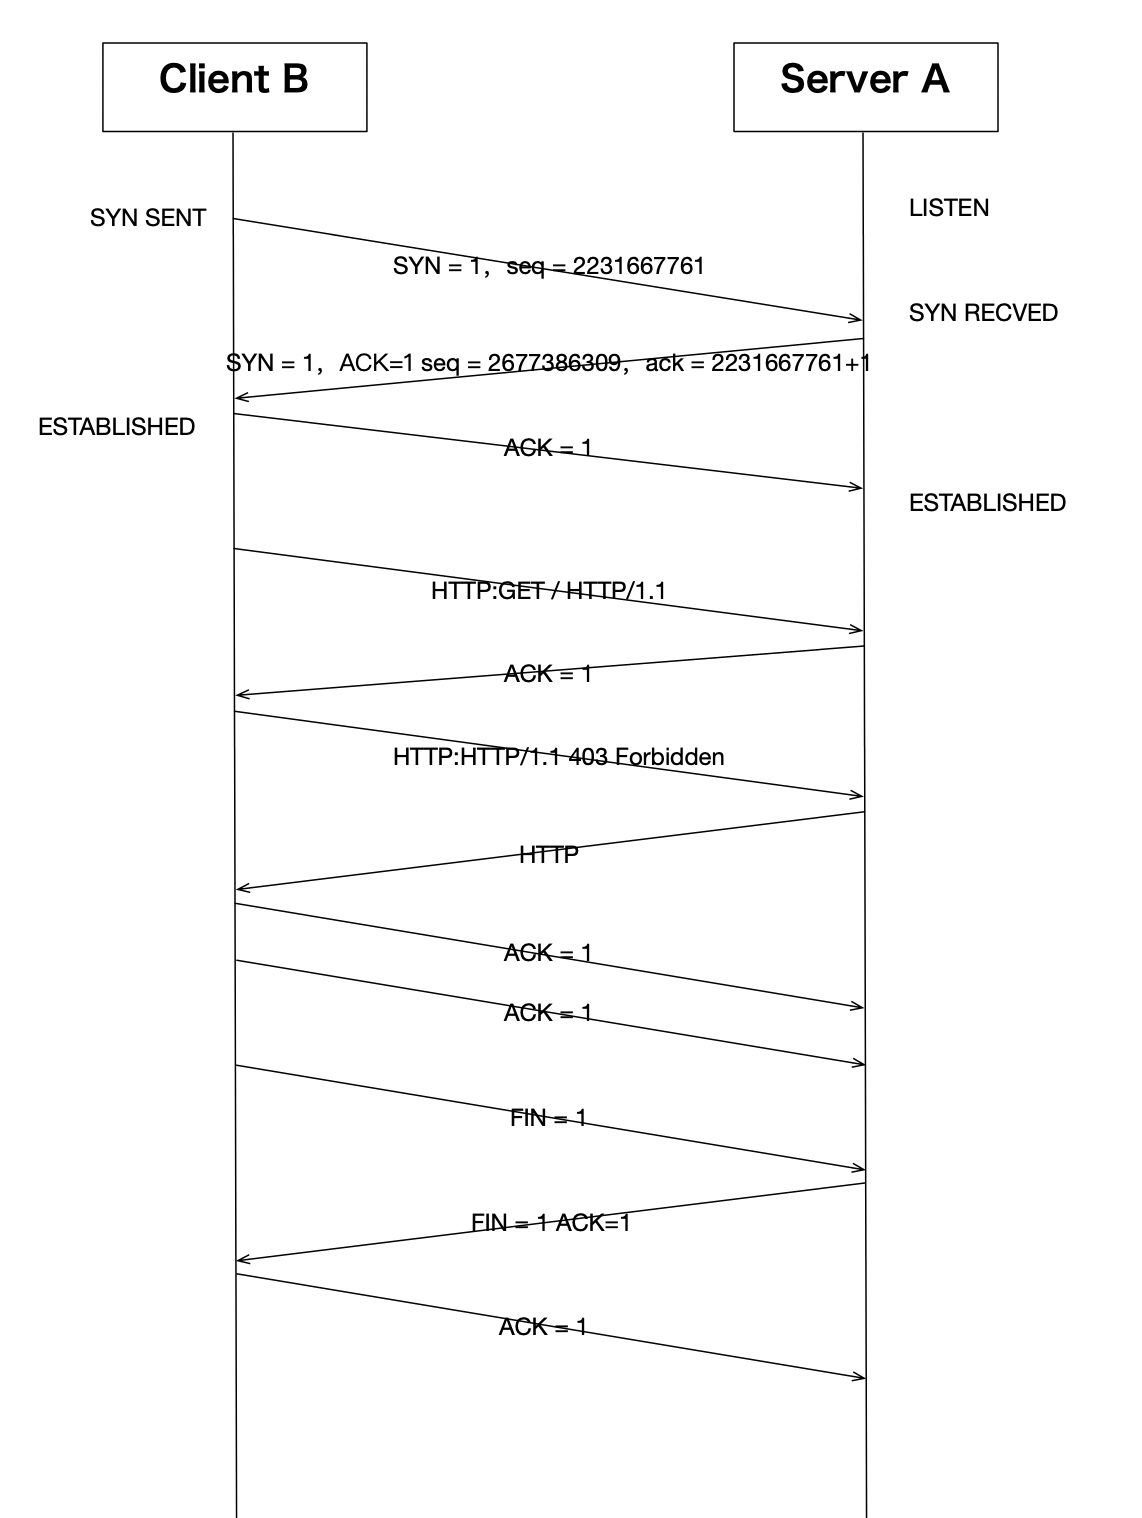 Client B
Server A
LISTEN
SYN SENT
SYN = 1, seq = 2231667761
SYN RECVED
SYN = 1, ACK=1 seq = 2677386309, ack = 2231667761+1
ESTABLISHED
ACK = 1
ESTABLISHED
HTTP:GET / HTTP/1.1
ACK = 1
HTTP:HTTP/1.1 403 Forbidden
HTTP
ACK = 1
ACK = 1
FIN = 1
FIN = 1 ACK=1
ACK = 1